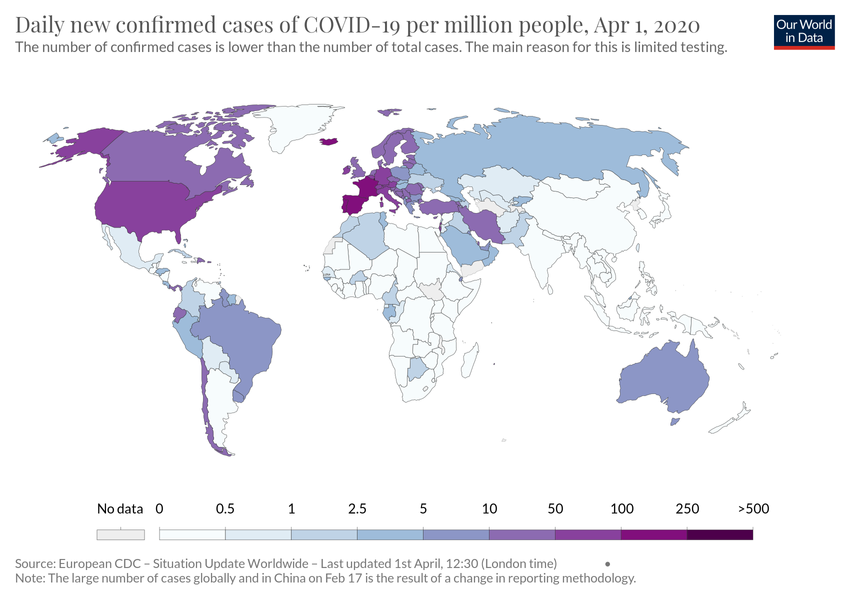 Daily new confirmed cases of COVID-19 per million people, Apr 1, 2020
The number of confirmed cases is lower than the number of total cases. The main reason for this is limited testing.
Our World
in Data
No data 0 0.5 1 2.5 5 10 50 100 250 >500
Source: European CDC – Situation Update Worldwide – Last updated 1st April, 12:30 (London time)
Note: The large number of cases globally and in China on Feb 17 is the result of a change in reporting methodology.